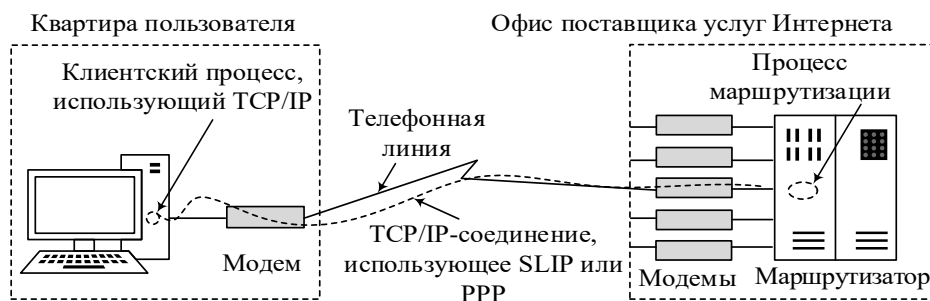 Квартира пользователя
Офис поставщика услуг Интернета
Клиентский процесс,
использующий TCP/IP
Телефонная
линия
Процесс
маршрутизации
Модем
TCP/IP-соединение,
использующее SLIP или
PPP
Модемы
Маршрутизатор